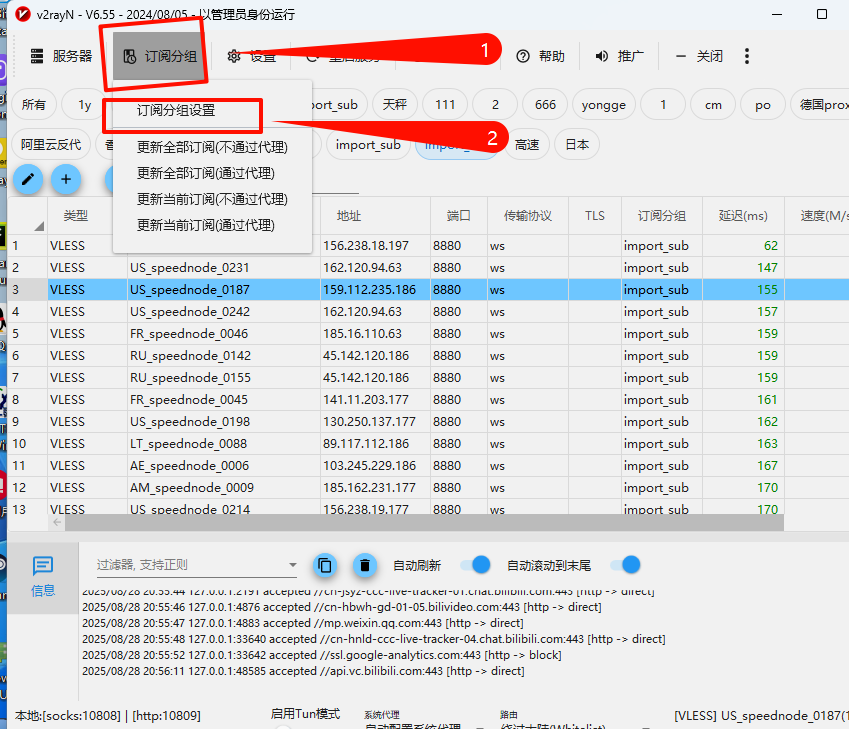 v2rayN - V6.55 - 2024/08/05 - 以管理员身份运行
服务器 订阅分组 设置 1 帮助 推广 关闭
所有 1y port_sub 天秤 111 2 666 yongge 1 cm po 德国prox
订阅分组设置
2
阿里云反代 import_sub 高速 日本
更新全部订阅(不通过代理)
更新全部订阅(通过代理)
更新当前订阅(不通过代理)
更新当前订阅(通过代理)
类型 地址 端口 传输协议 TLS 订阅分组 延迟(ms) 速度(M/s
1 VLESS 156.238.18.197 8880 ws import_sub 62
2 VLESS US_speednode_0231 162.120.94.63 8880 ws import_sub 147
3 VLESS US_speednode_0187 159.112.235.186 8880 ws import_sub 155
4 VLESS US_speednode_0242 162.120.94.63 8880 ws import_sub 157
5 VLESS FR_speednode_0046 185.16.110.63 8880 ws import_sub 159
6 VLESS RU_speednode_0142 45.142.120.186 8880 ws import_sub 159
7 VLESS RU_speednode_0155 45.142.120.186 8880 ws import_sub 159
8 VLESS FR_speednode_0045 141.11.203.177 8880 ws import_sub 161
9 VLESS US_speednode_0198 130.250.137.177 8880 ws import_sub 162
10 VLESS LT_speednode_0088 89.117.112.186 8880 ws import_sub 163
11 VLESS AE_speednode_0006 103.245.229.186 8880 ws import_sub 167
12 VLESS AM_speednode_0009 185.162.231.177 8880 ws import_sub 170
13 VLESS US_speednode_0214 156.238.19.177 8880 ws import_sub 170
过滤器, 支持正则 自动刷新 自动滚动到末尾
信息
2025/08/28 20:55:44 127.0.0.1:2191 accepted //cn-jsyz-ccc-live-tracker-01.chat.bilibili.com:443 [http -> direct]
2025/08/28 20:55:46 127.0.0.1:4876 accepted //cn-hbwh-gd-01-05.bilivideo.com:443 [http -> direct]
2025/08/28 20:55:47 127.0.0.1:4883 accepted //mp.weixin.qq.com:443 [http -> direct]
2025/08/28 20:55:48 127.0.0.1:33640 accepted //cn-hnld-ccc-live-tracker-04.chat.bilibili.com:443 [http -> direct]
2025/08/28 20:55:52 127.0.0.1:33642 accepted //ssl.google-analytics.com:443 [http -> block]
2025/08/28 20:56:11 127.0.0.1:48585 accepted //api.vc.bilibili.com:443 [http -> direct]
本地:[socks:10808] | [http:10809] 启用Tun模式 系统代理 路由 [VLESS] US_speednode_0187(1
自动配置系统代理 绕过大陆(Whitelist)